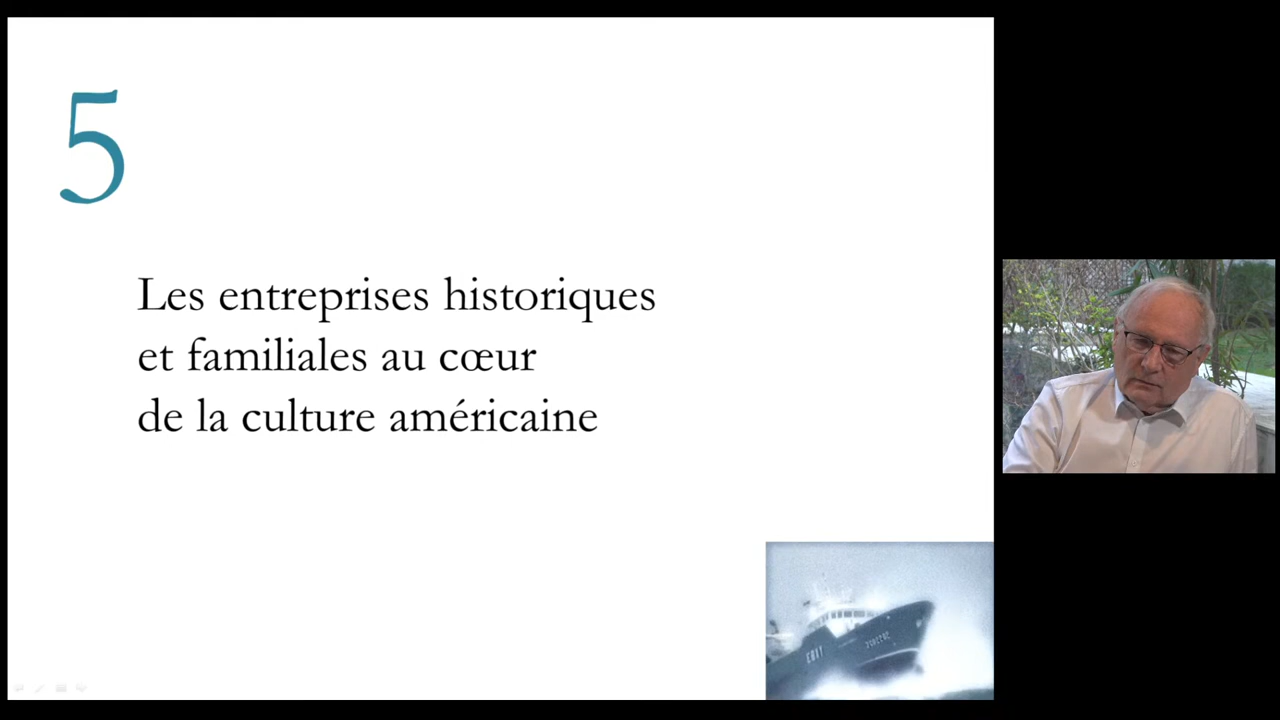 5
Les entreprises historiques
et familiales au cœur
de la culture américaine